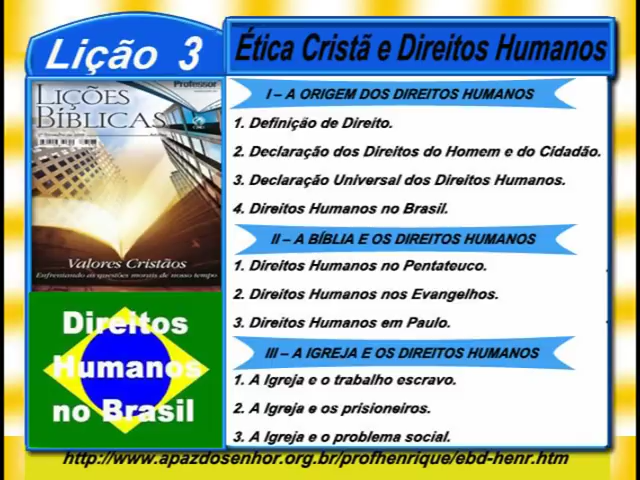 Lição 3
Ética Cristã e Direitos Humanos
Professor
LIÇÕES
BÍBLICAS
Valores Cristãos
Enfrentando as questões morais de nosso tempo
Direitos
Humanos
no Brasil
I – A ORIGEM DOS DIREITOS HUMANOS
1. Definição de Direito.
2. Declaração dos Direitos do Homem e do Cidadão.
3. Declaração Universal dos Direitos Humanos.
4. Direitos Humanos no Brasil.
II – A BÍBLIA E OS DIREITOS HUMANOS
1. Direitos Humanos no Pentateuco.
2. Direitos Humanos nos Evangelhos.
3. Direitos Humanos em Paulo.
III – A IGREJA E OS DIREITOS HUMANOS
1. A Igreja e o trabalho escravo.
2. A Igreja e os prisioneiros.
3. A Igreja e o problema social.
http://www.apazdosenhor.org.br/profhenrique/ebd-henr.htm